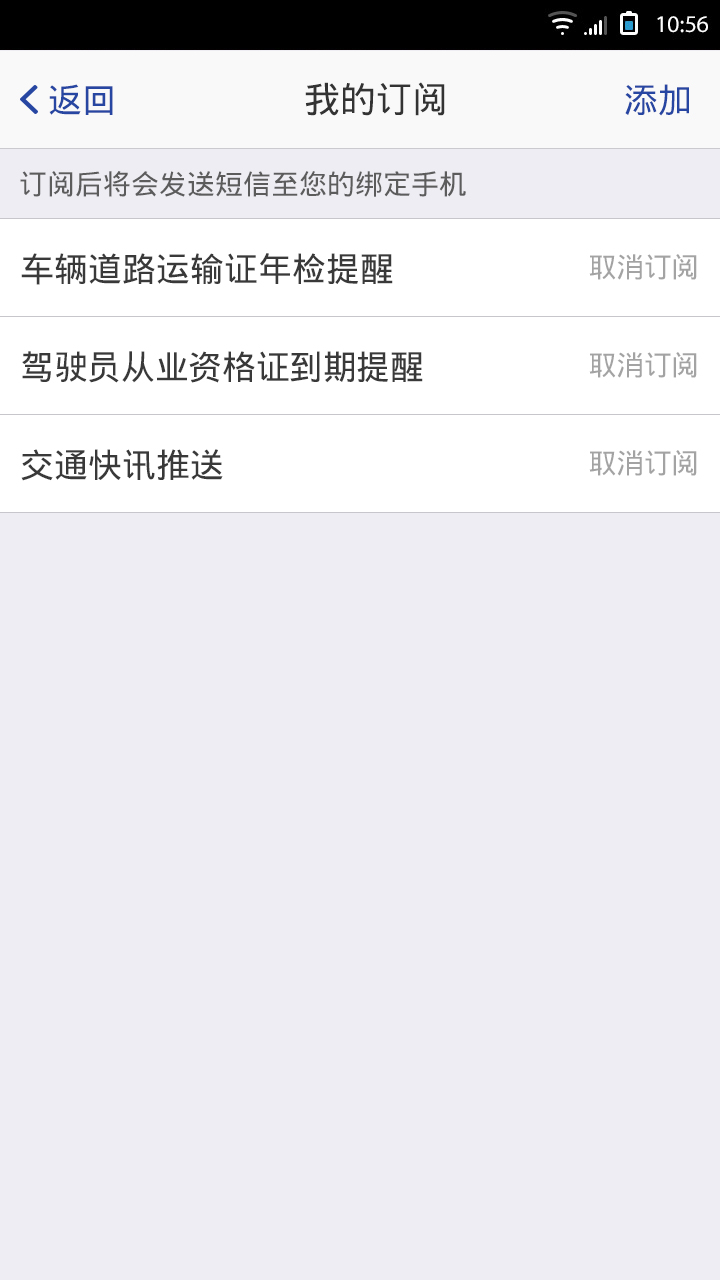 10:56
返回 我的订阅 添加
订阅后将会发送短信至您的绑定手机
车辆道路运输证年检提醒 取消订阅
驾驶员从业资格证到期提醒 取消订阅
交通快讯推送 取消订阅